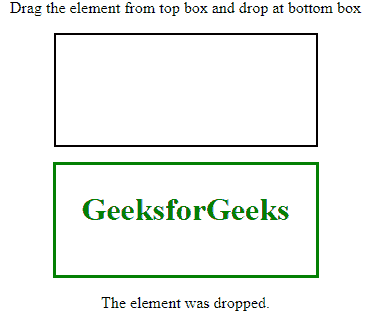 Drag the element from top box and drop at bottom box
GeeksforGeeks
The element was dropped.